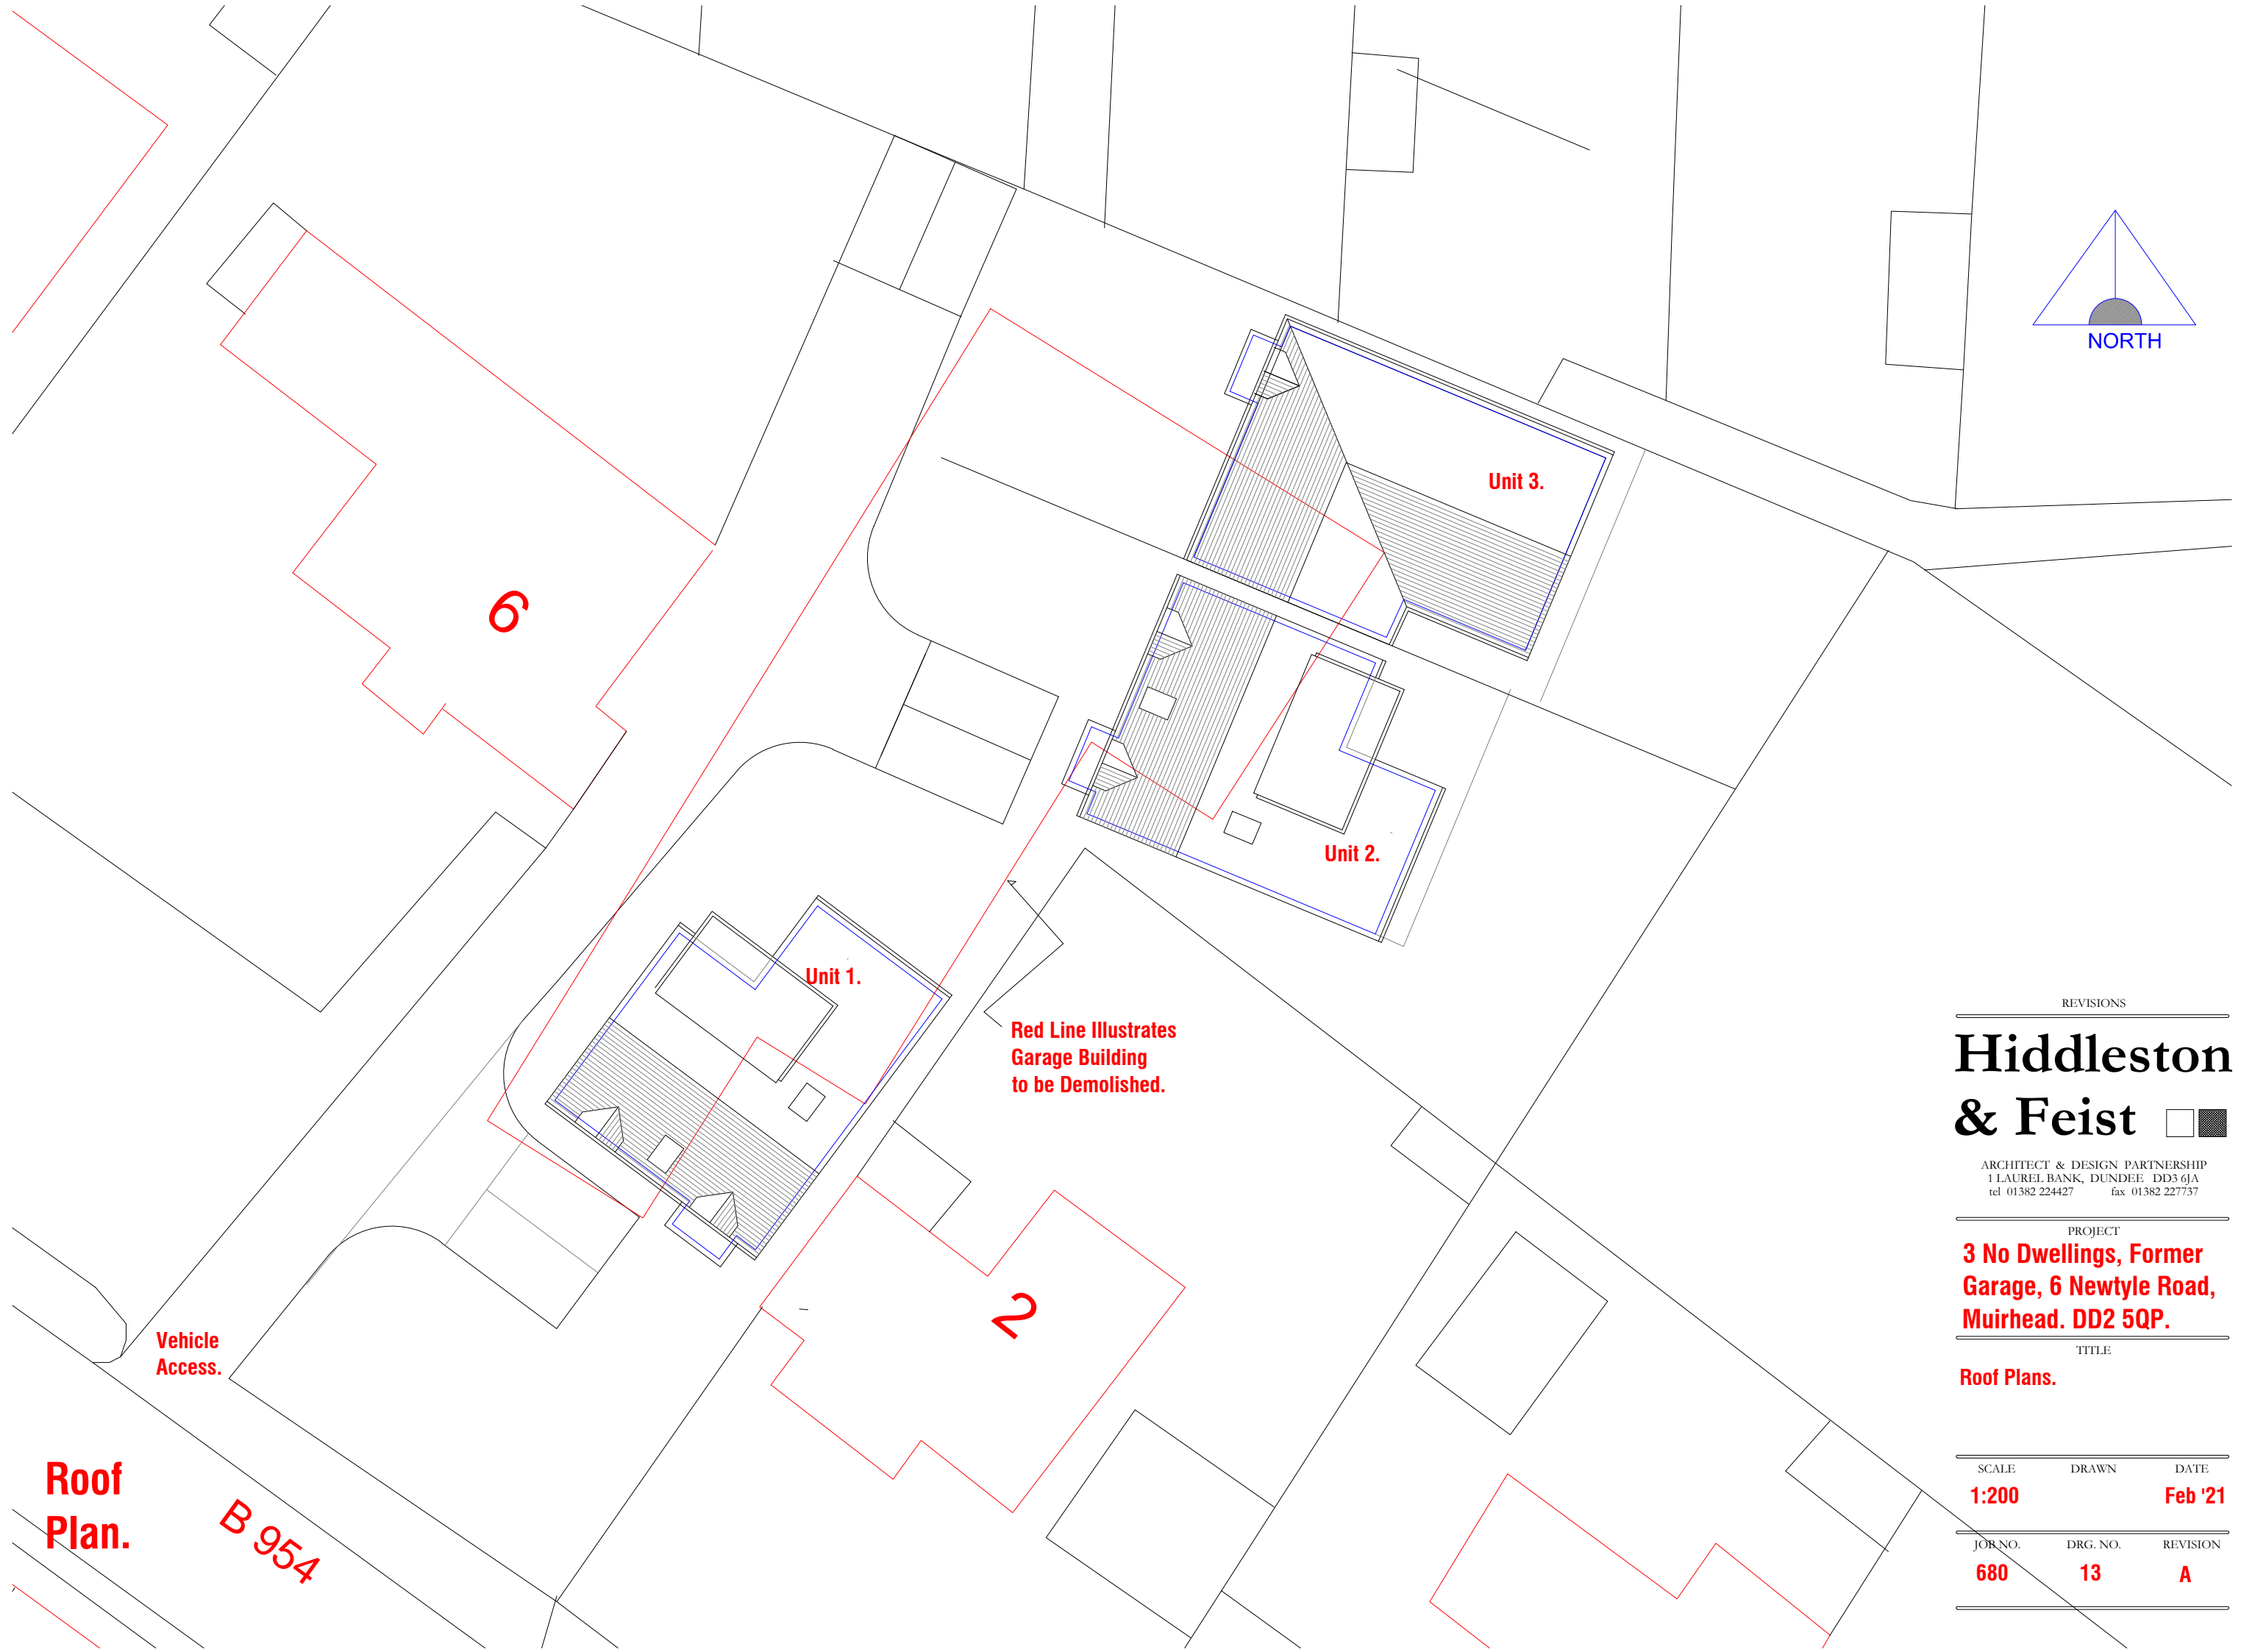 NORTH
Unit 3.
6
Unit 2.
Unit 1.
Red Line Illustrates
Garage Building
to be Demolished.
2
Vehicle
Access.
Roof
Plan.
B 954
REVISIONS
Hiddleston
& Feist
ARCHITECT & DESIGN PARTNERSHIP
1 LAUREL BANK, DUNDEE DD3 6JA
tel 01382 224427 fax 01382 227737
PROJECT
3 No Dwellings, Former
Garage, 6 Newtyle Road,
Muirhead. DD2 5QP.
TITLE
Roof Plans.
SCALE DRAWN DATE
1:200 Feb '21
JOB NO. DRG. NO. REVISION
680 13 A